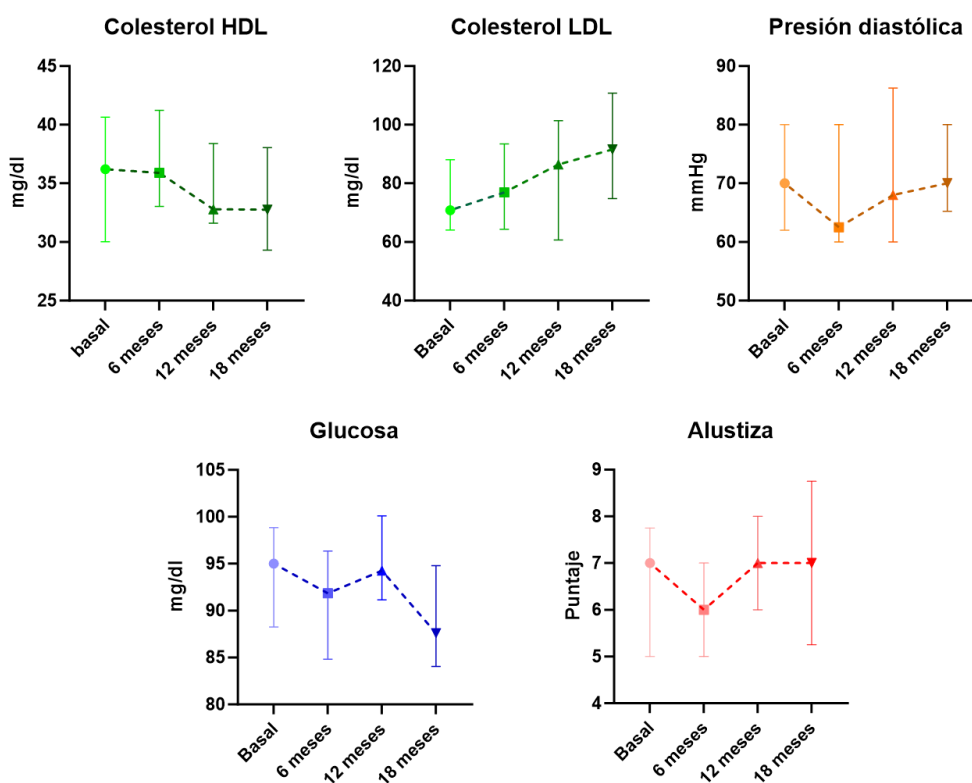 Colesterol HDL
mg/dl
45
40
35
30
25
basal
6 meses
12 meses
18 meses
Colesterol LDL
mg/dl
120
100
80
60
40
Basal
6 meses
12 meses
18 meses
Presión diastólica
mmHg
90
80
70
60
50
Basal
6 meses
12 meses
18 meses
Glucosa
mg/dl
105
100
95
90
85
80
Basal
6 meses
12 meses
18 meses
Alustiza
Puntaje
9
8
7
6
5
4
Basal
6 meses
12 meses
18 meses